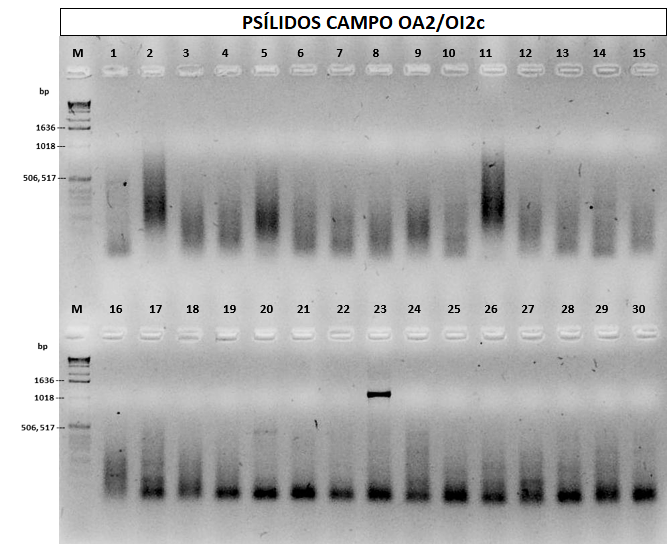 PSÍLIDOS CAMPO OA2/OI2c
M 1 2 3 4 5 6 7 8 9 10 11 12 13 14 15
bp
1636
1018
506,517
M 16 17 18 19 20 21 22 23 24 25 26 27 28 29 30
bp
1636
1018
506,517